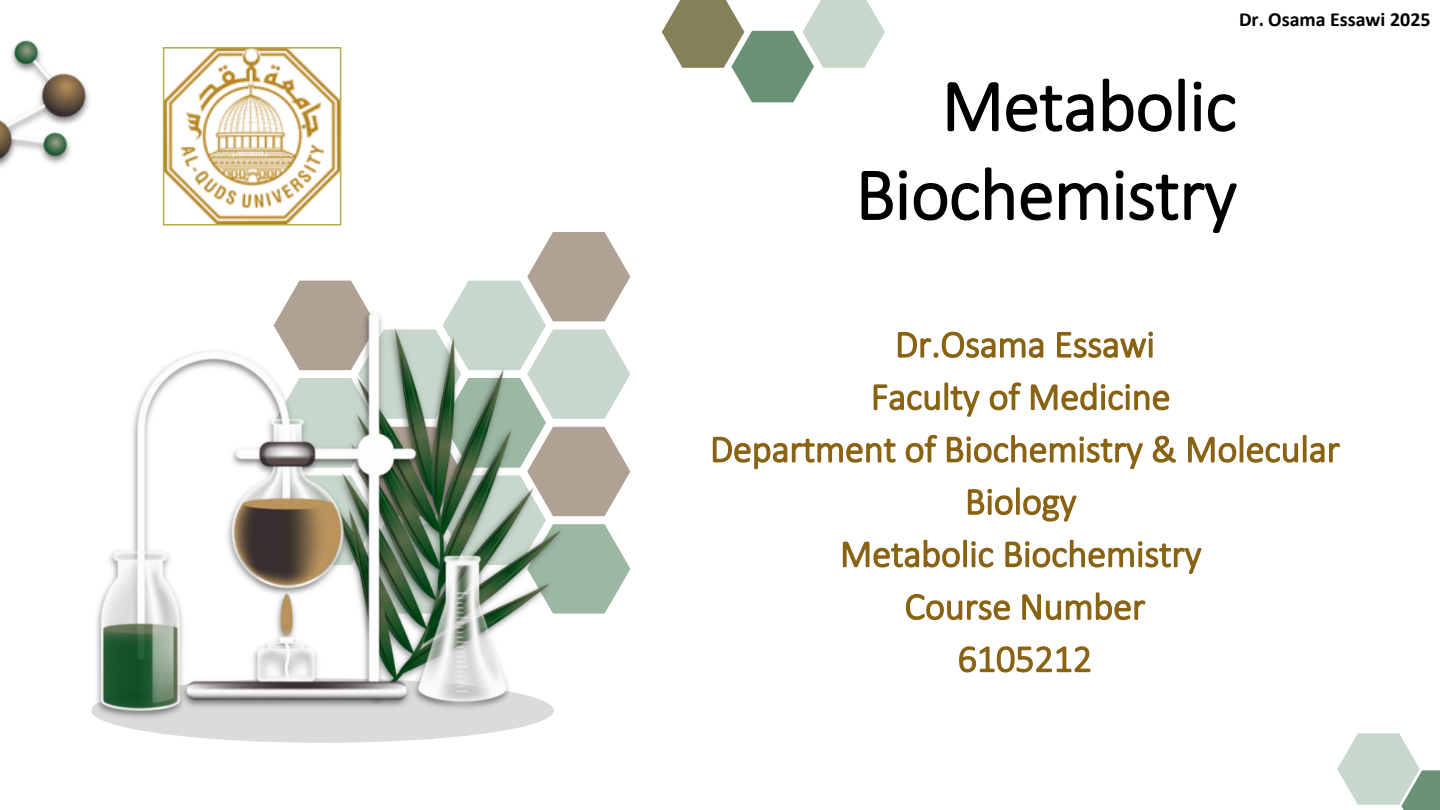 Dr. Osama Essawi 2025
جامعة القدس
AL-QUDS UNIVERSITY
Metabolic
Biochemistry
Dr.Osama Essawi
Faculty of Medicine
Department of Biochemistry & Molecular
Biology
Metabolic Biochemistry
Course Number
6105212